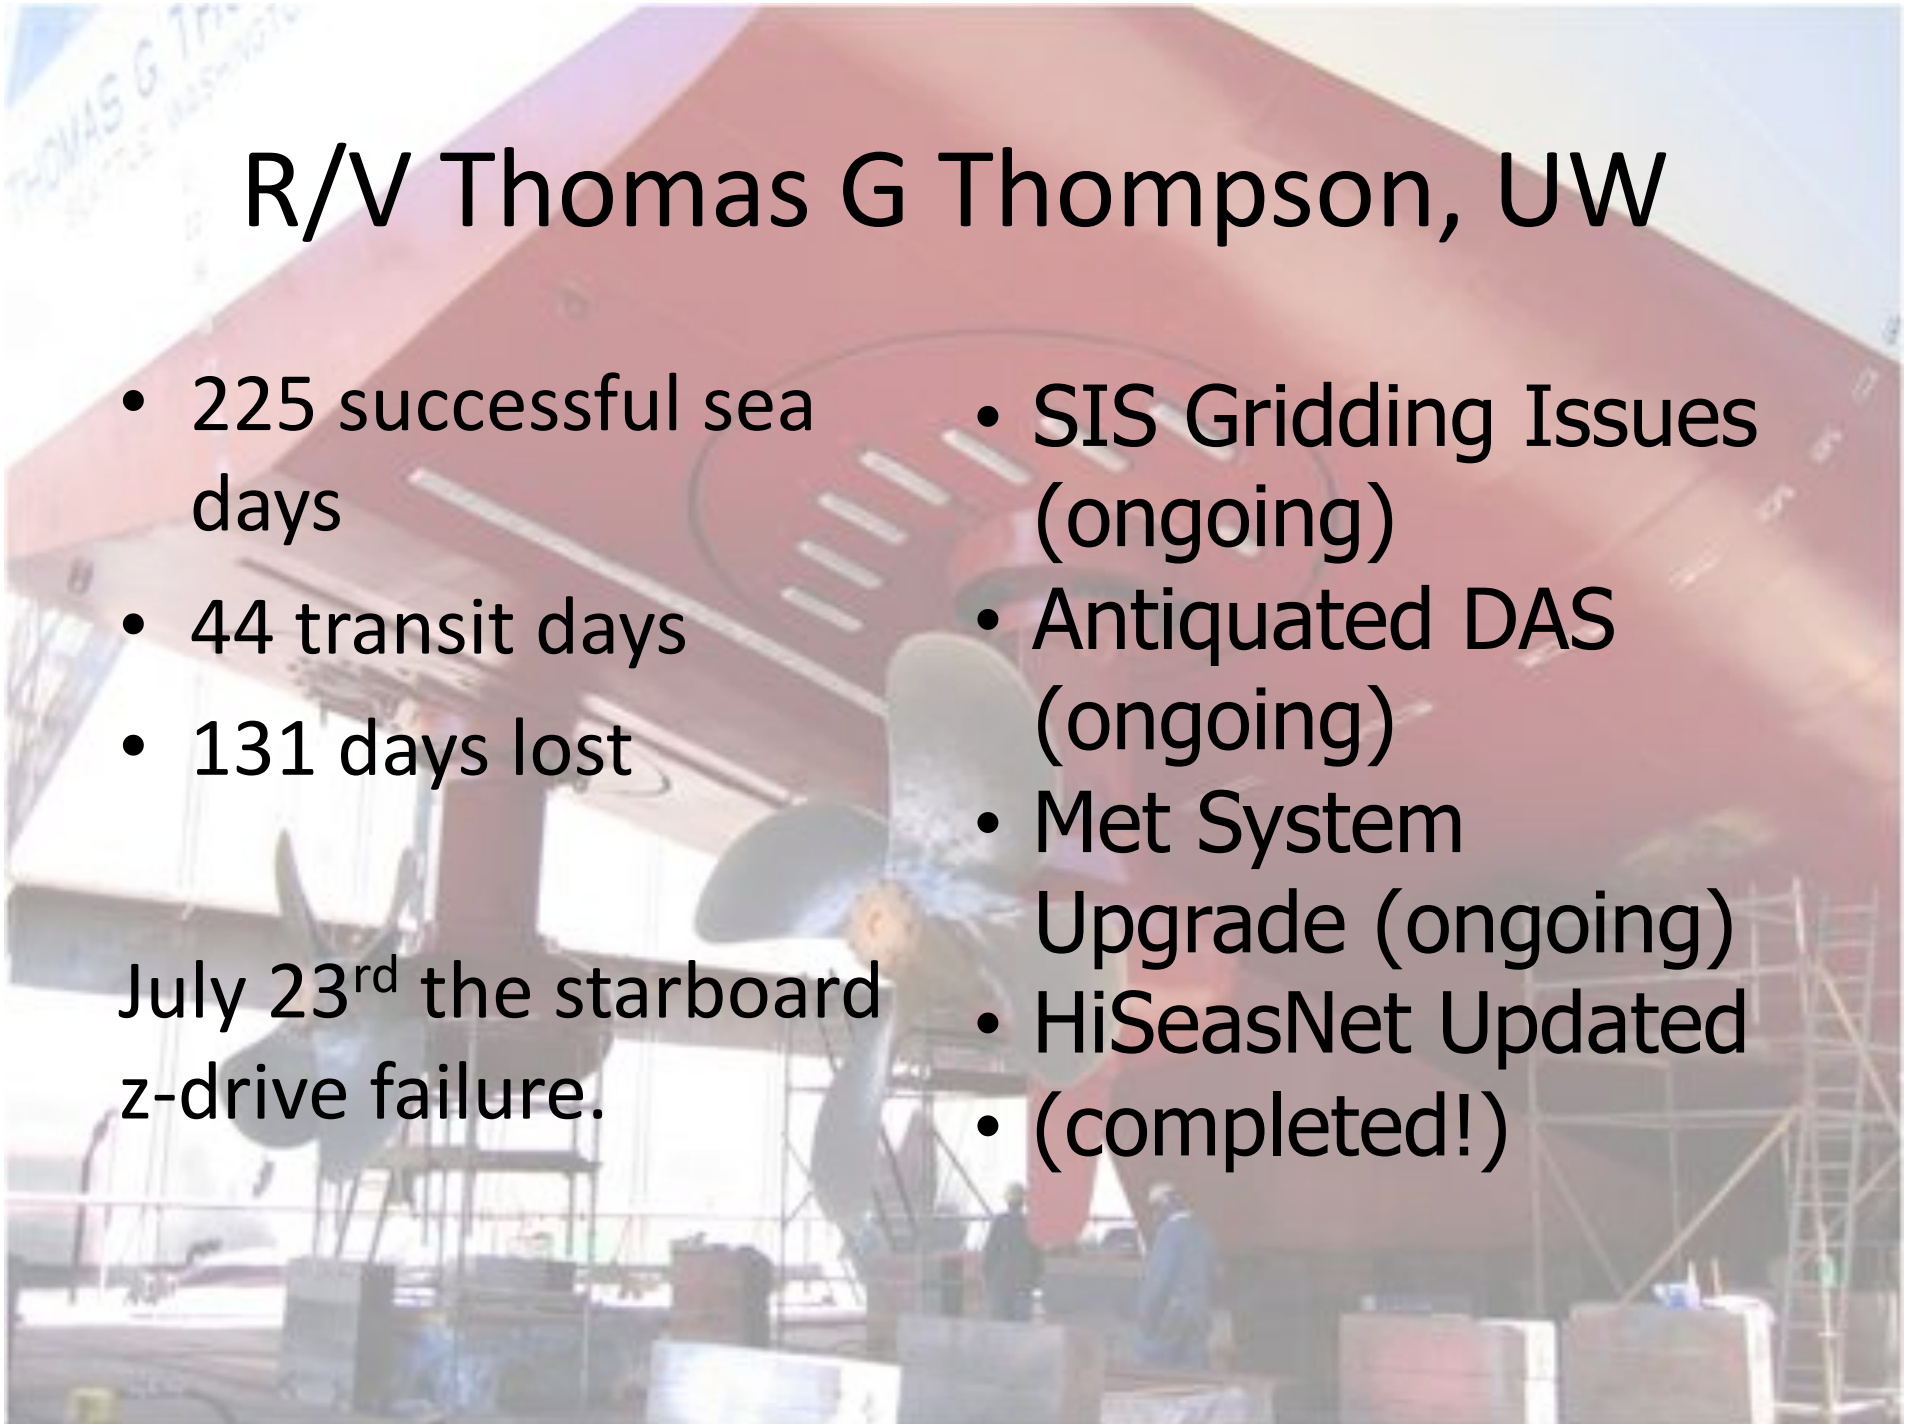 THOMAS G
R/V Thomas G Thompson, UW
• 225 successful sea
days
• 44 transit days
• 131 days lost
July 23rd the starboard
z-drive failure.
• SIS Gridding Issues
(ongoing)
• Antiquated DAS
(ongoing)
• Met System
Upgrade (ongoing)
• HiSeasNet Updated
• (completed!)